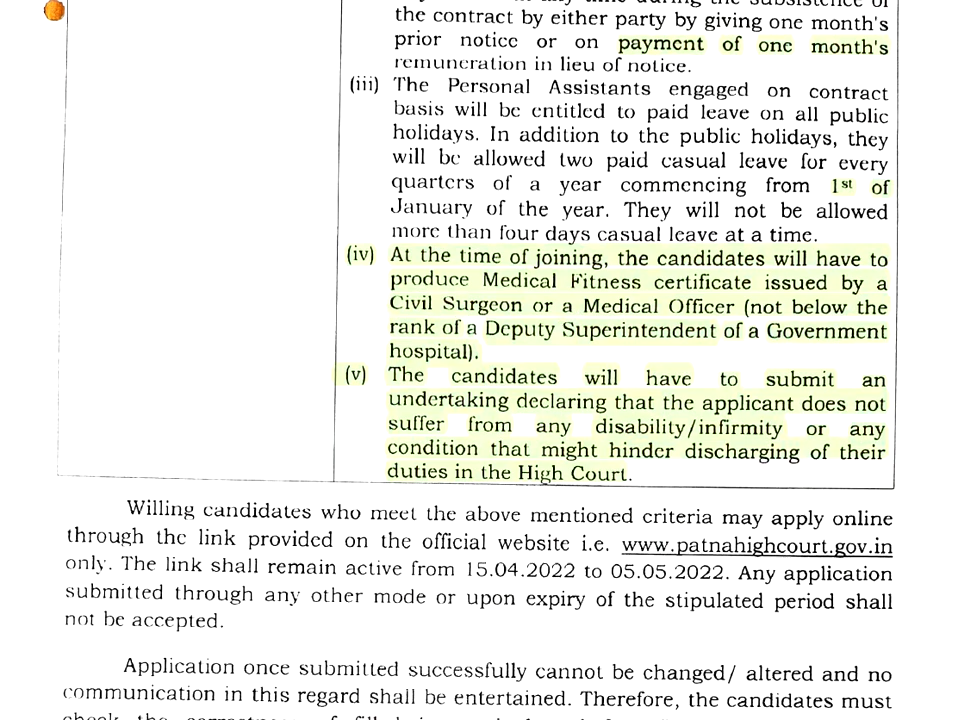 the contract by either party by giving one month's
prior notice or on payment of one month's
remuneration in lieu of notice.
(iii) The Personal Assistants engaged on contract
basis will be entitled to paid leave on all public
holidays. In addition to the public holidays, they
will be allowed two paid casual leave for every
quarters of a year commencing from 1st of
January of the year. They will not be allowed
more than four days casual leave at a time.
(iv) At the time of joining, the candidates will have to
produce Medical Fitness certificate issued by a
Civil Surgeon or a Medical Officer (not below the
rank of a Deputy Superintendent of a Government
hospital).
(v) The candidates will have to submit an
undertaking declaring that the applicant does not
suffer from any disability/infirmity or any
condition that might hinder discharging of their
duties in the High Court.
Willing candidates who meet the above mentioned criteria may apply online
through the link provided on the official website i.e. www.patnahighcourt.gov.in
only. The link shall remain active from 15.04.2022 to 05.05.2022. Any application
submitted through any other mode or upon expiry of the stipulated period shall
not be accepted.
Application once submitted successfully cannot be changed/ altered and no
communication in this regard shall be entertained. Therefore, the candidates must